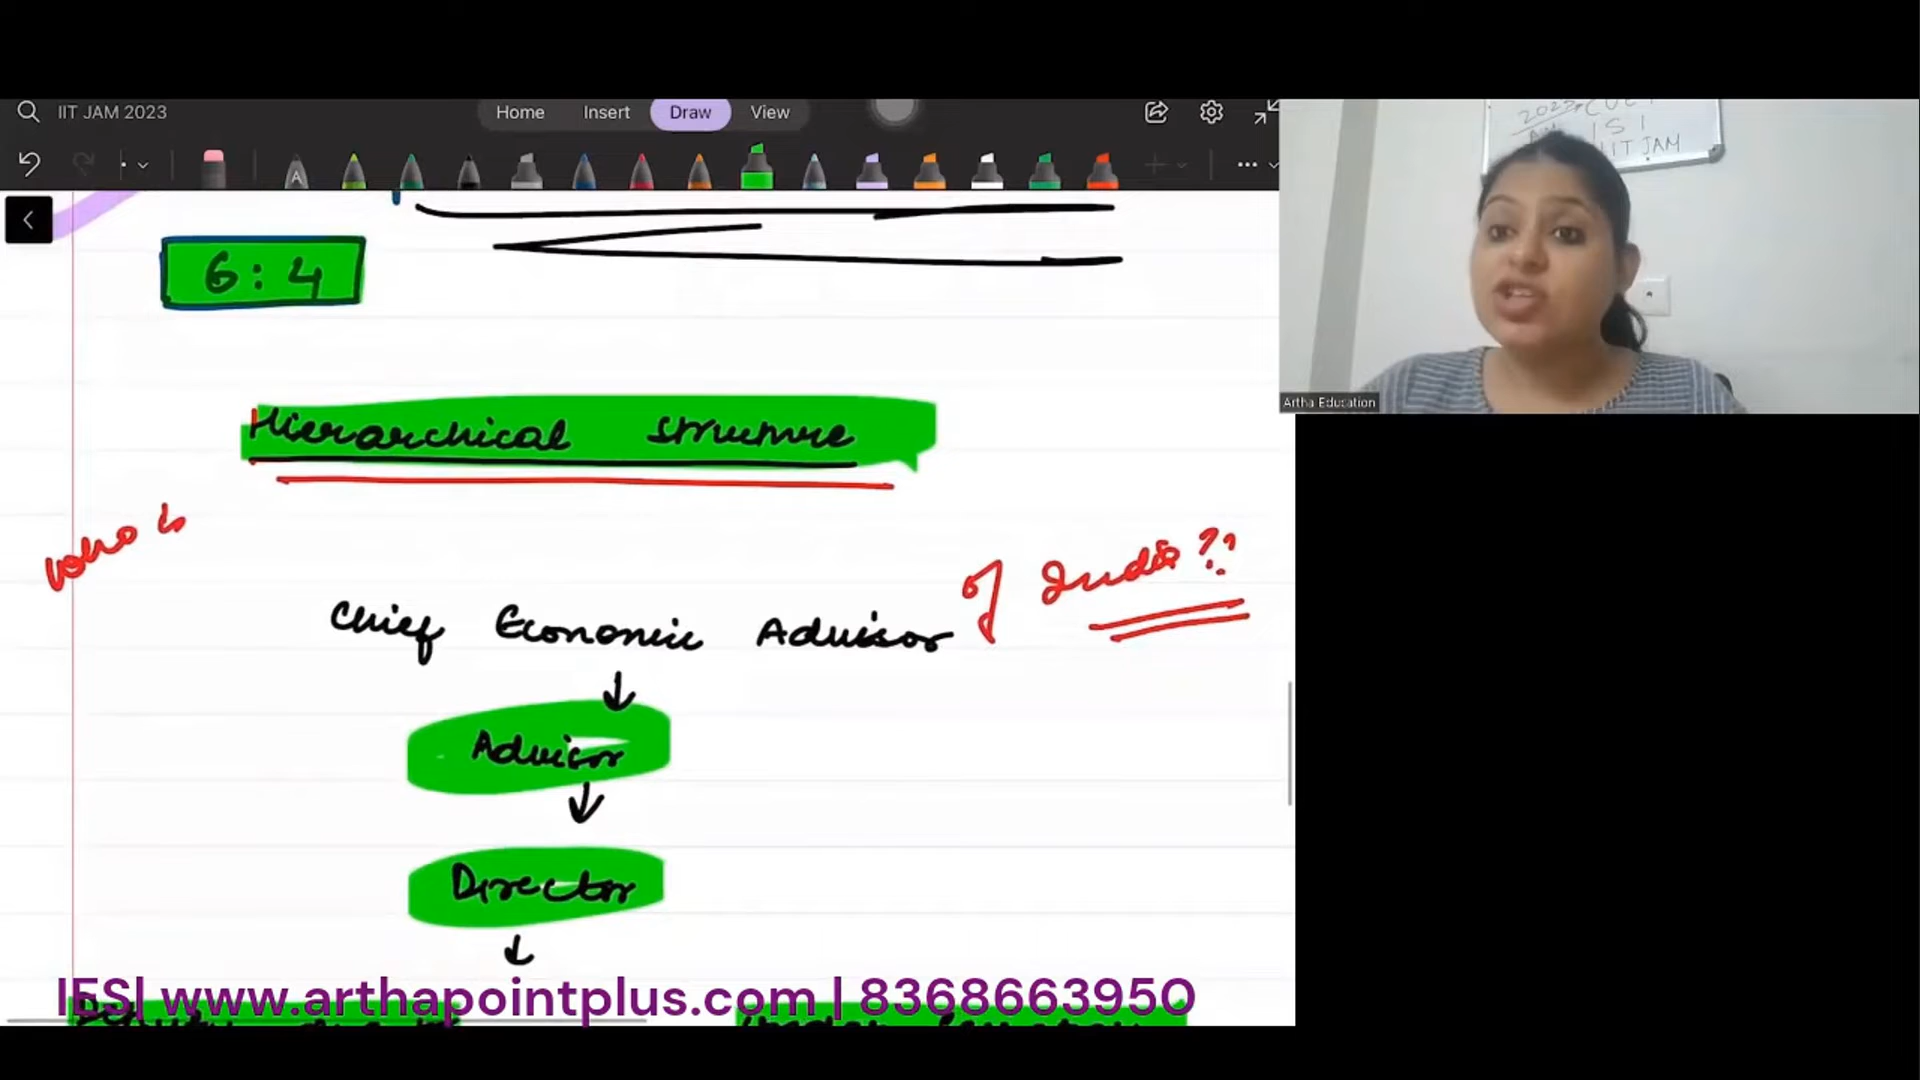 IIT JAM 2023
Home Insert Draw View
A
6 : 4
Hierarchical structure
who is
of India ??
Chief Economic Advisor
Advisor
Director
IES| www.arthapointplus.com | 8368663950
Artha Education
2023 CUET
ISI
IIT JAM